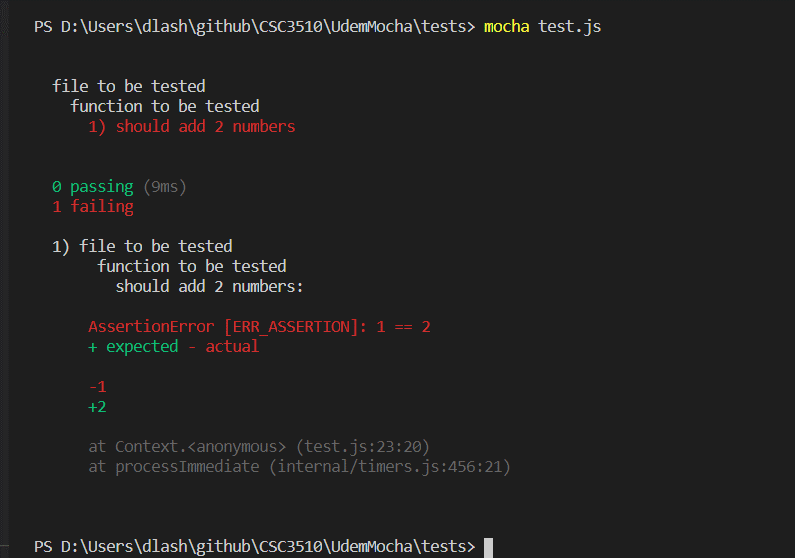 PS D:\Users\dlash\github\CSC3510\UdemMocha\tests> mocha test.js
file to be tested
function to be tested
1) should add 2 numbers
0 passing (9ms)
1 failing
1) file to be tested
function to be tested
should add 2 numbers:
AssertionError [ERR_ASSERTION]: 1 == 2
+ expected - actual
-1
+2
at Context.<anonymous> (test.js:23:20)
at processImmediate (internal/timers.js:456:21)
PS D:\Users\dlash\github\CSC3510\UdemMocha\tests>